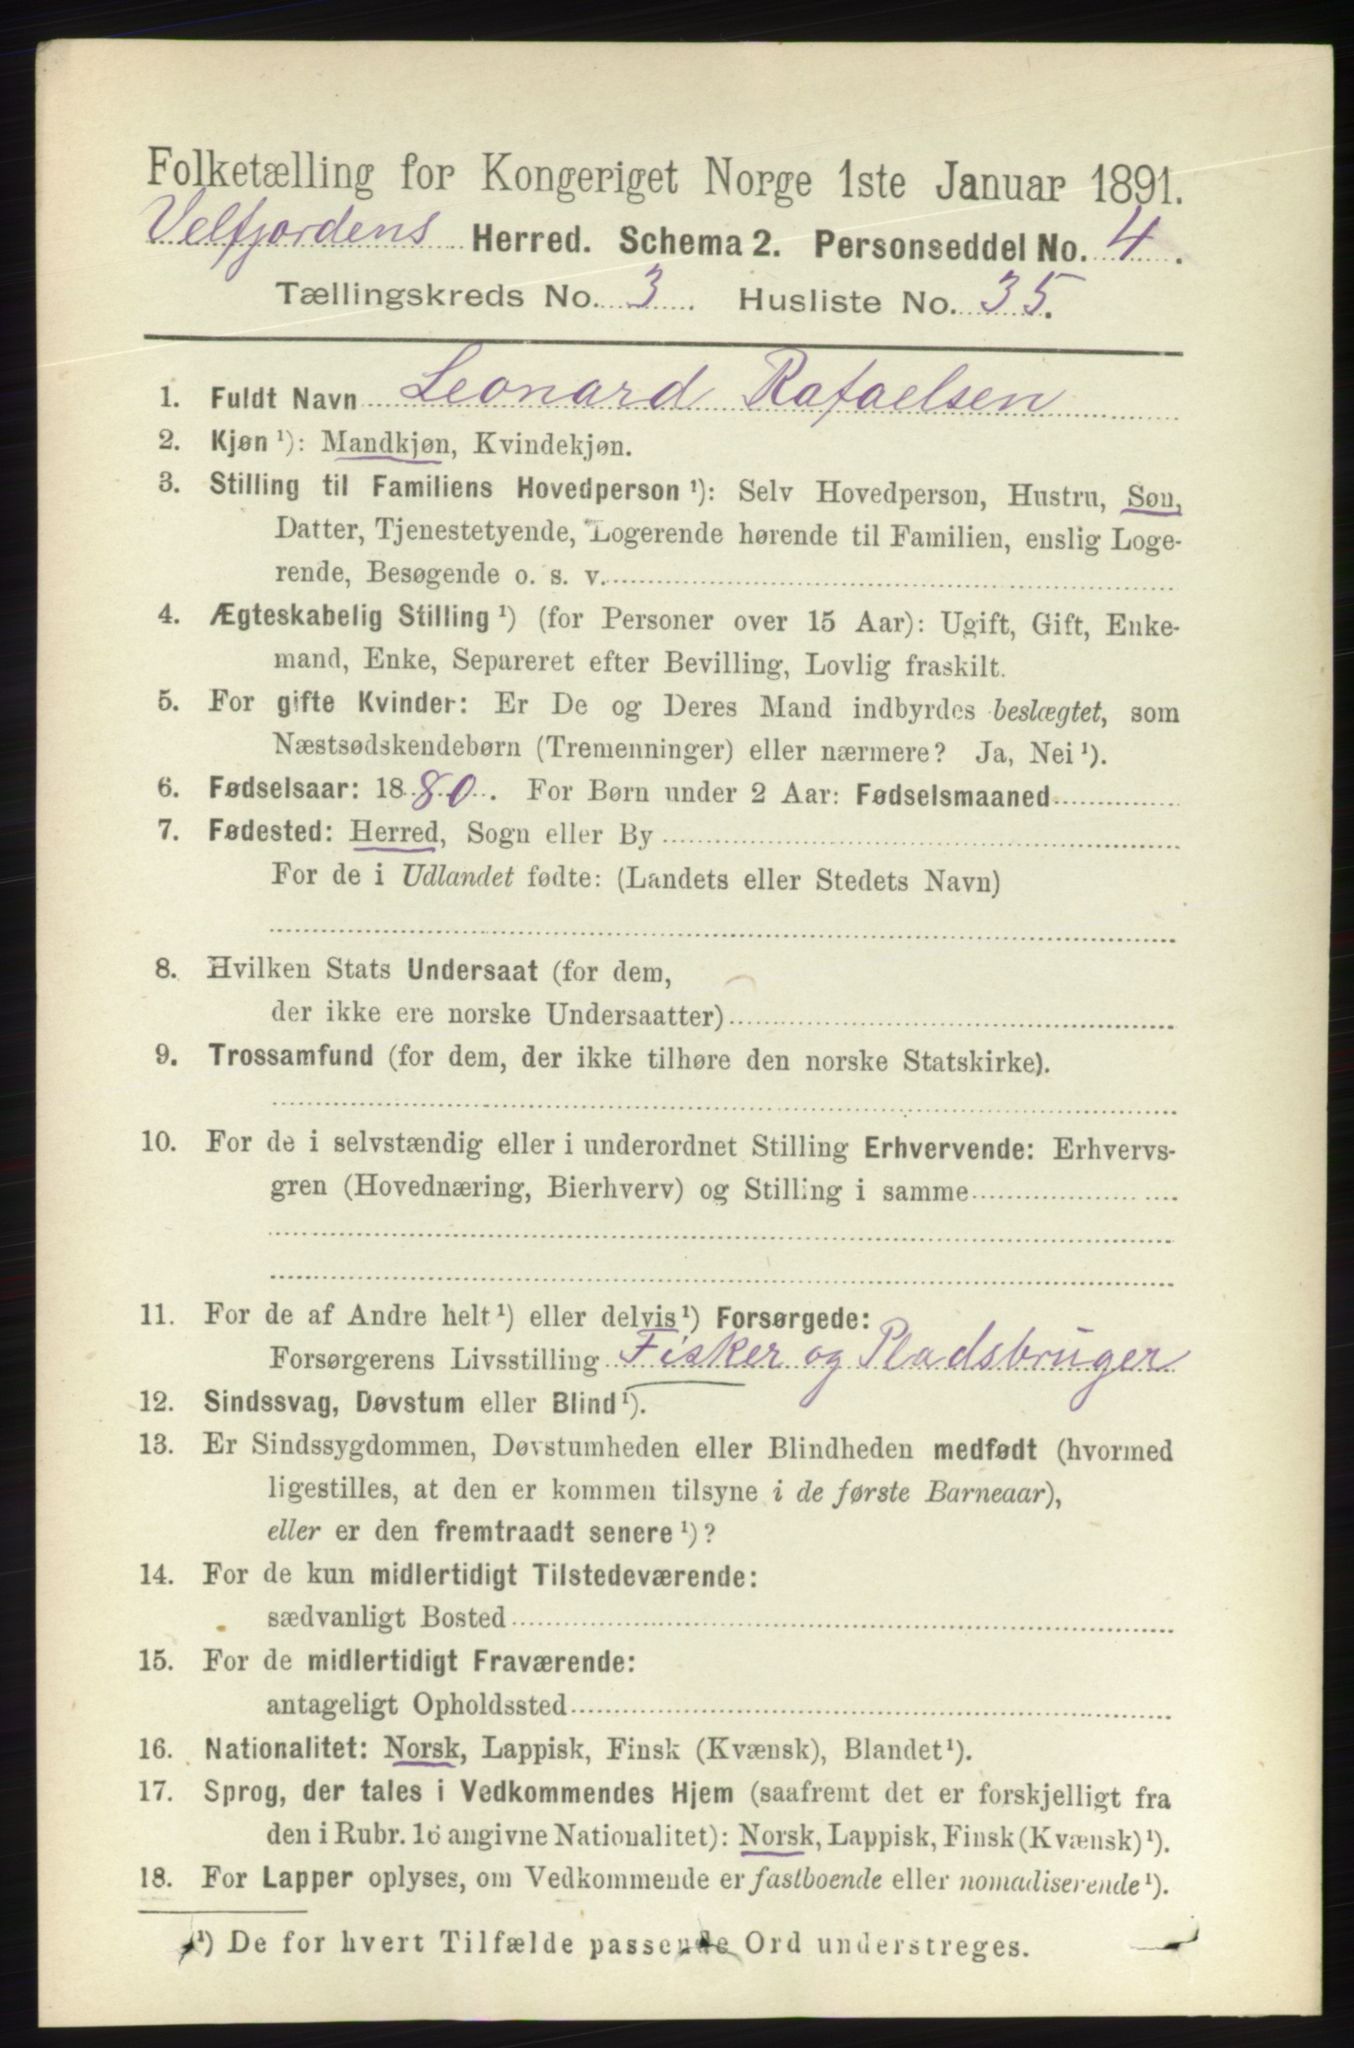 Folketælling for Kongeriget Norge 1ste Januar 1891.
Velfjordens Herred. Schema 2. Personseddel No. 4.
Tællingskreds No. 3. Husliste No. 35.
1. Fuldt Navn Leonard Rafaelsen
2. Kjøn ¹): Mandkjøn, Kvindekjøn.
3. Stilling til Familiens Hovedperson ¹): Selv Hovedperson, Hustru, Søn,
Datter, Tjenestetyende, Logerende hørende til Familien, enslig Loge-
rende, Besøgende o. s. v.
4. Ægteskabelig Stilling ¹) (for Personer over 15 Aar): Ugift, Gift, Enke-
mand, Enke, Separeret efter Bevilling, Lovlig fraskilt.
5. For gifte Kvinder: Er De og Deres Mand indbyrdes beslægtet, som
Næstsødskendebørn (Tremenninger) eller nærmere? Ja, Nei ¹).
6. Fødselsaar: 1880. For Børn under 2 Aar: Fødselsmaaned
7. Fødested: Herred, Sogn eller By
For de i Udlandet fødte: (Landets eller Stedets Navn)
8. Hvilken Stats Undersaat (for dem,
der ikke ere norske Undersaatter)
9. Trossamfund (for dem, der ikke tilhøre den norske Statskirke).
10. For de i selvstændig eller i underordnet Stilling Erhvervende: Erhvervs-
gren (Hovednæring, Bierhverv) og Stilling i samme
11. For de af Andre helt ¹) eller delvis ¹) Forsørgede:
Forsørgerens Livsstilling Fisker og Pladsbruger
12. Sindssvag, Døvstum eller Blind ¹).
13. Er Sindssygdommen, Døvstumheden eller Blindheden medfødt (hvormed
ligestilles, at den er kommen tilsyne i de første Barneaar),
eller er den fremtraadt senere ¹)?
14. For de kun midlertidigt Tilstedeværende:
sædvanligt Bosted
15. For de midlertidigt Fraværende:
antageligt Opholdssted
16. Nationalitet: Norsk, Lappisk, Finsk (Kvænsk), Blandet ¹).
17. Sprog, der tales i Vedkommendes Hjem (saafremt det er forskjelligt fra
den i Rubr. 16 angivne Nationalitet): Norsk, Lappisk, Finsk (Kvænsk) ¹).
18. For Lapper oplyses, om Vedkommende er fastboende eller nomadiserende ¹).
¹) De for hvert Tilfælde passende Ord understreges.